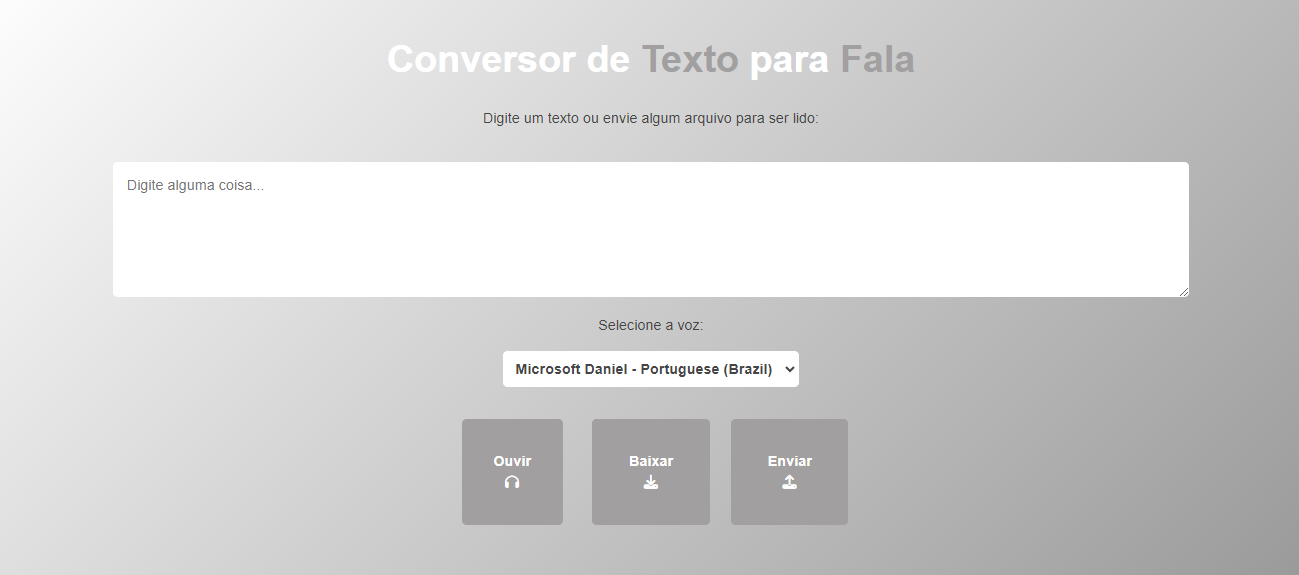 Conversor de Texto para Fala
Digite um texto ou envie algum arquivo para ser lido:
Digite alguma coisa...
Selecione a voz:
Microsoft Daniel - Portuguese (Brazil)
Ouvir
Baixar
Enviar